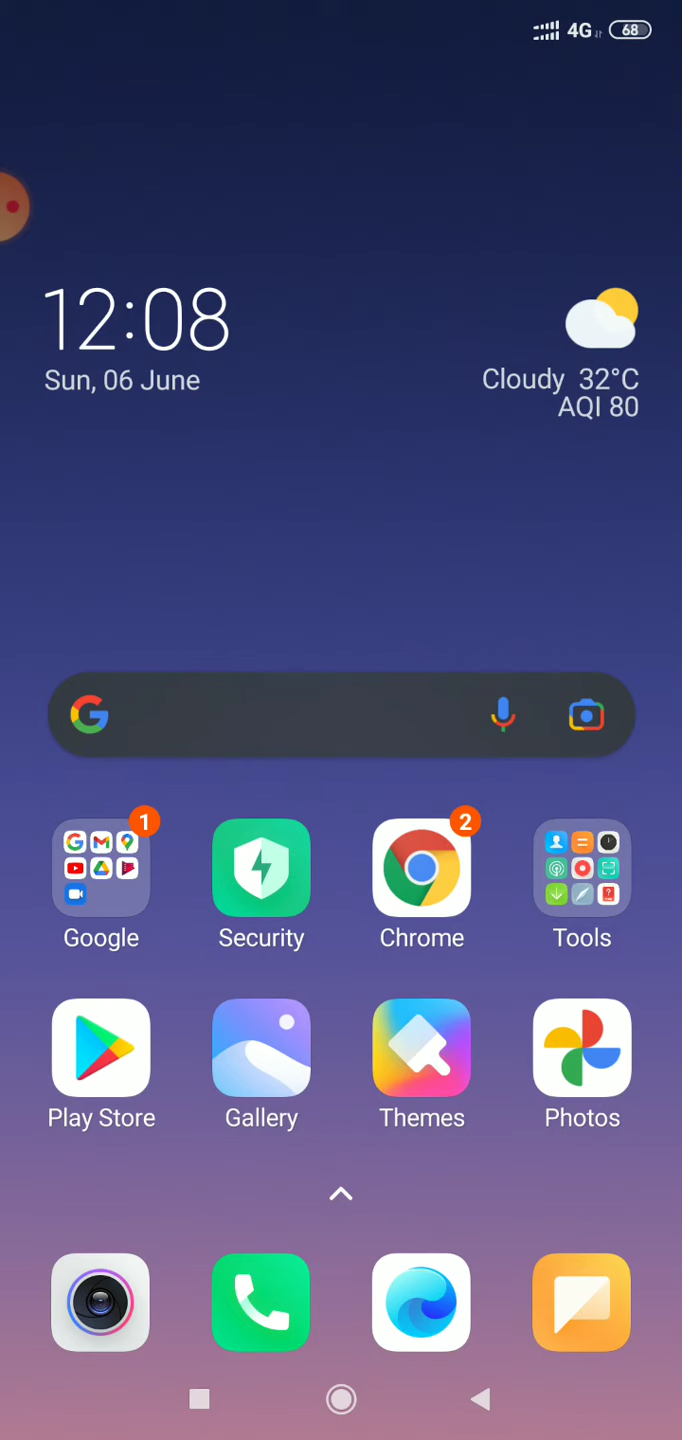 4G 68
12:08
Sun, 06 June
Cloudy 32°C
AQI 80
1 2
Google Security Chrome Tools
Play Store Gallery Themes Photos